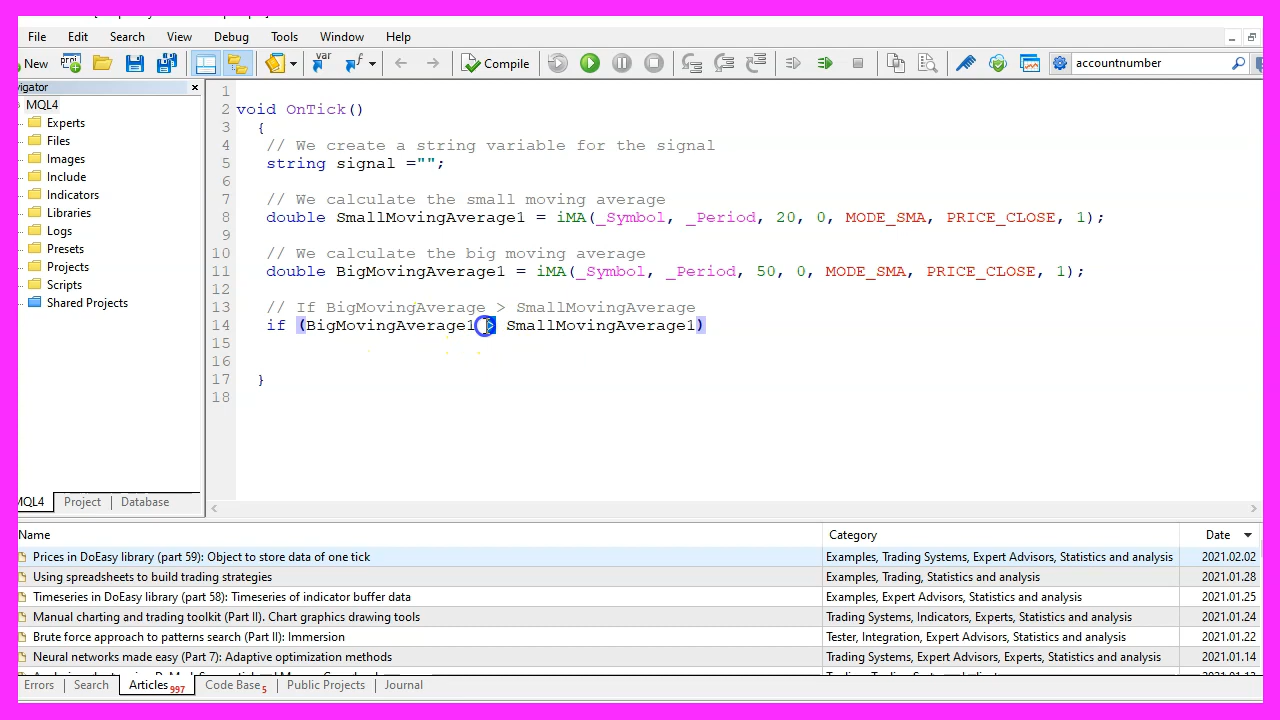 File Edit Search View Debug Tools Window Help
New Compile accountnumber
vigator
MQL4
Experts
Files
Images
Include
Indicators
Libraries
Logs
Presets
Projects
Scripts
Shared Projects
MQL4 Project Database
1
2 void OnTick()
3 {
4 // We create a string variable for the signal
5 string signal ="";
6
7 // We calculate the small moving average
8 double SmallMovingAverage1 = iMA(_Symbol, _Period, 20, 0, MODE_SMA, PRICE_CLOSE, 1);
9
10 // We calculate the big moving average
11 double BigMovingAverage1 = iMA(_Symbol, _Period, 50, 0, MODE_SMA, PRICE_CLOSE, 1);
12
13 // If BigMovingAverage > SmallMovingAverage
14 if (BigMovingAverage1 > SmallMovingAverage1)
15
16
17 }
18
Name Category Date
Prices in DoEasy library (part 59): Object to store data of one tick Examples, Trading Systems, Expert Advisors, Statistics and analysis 2021.02.02
Using spreadsheets to build trading strategies Examples, Trading, Statistics and analysis 2021.01.28
Timeseries in DoEasy library (part 58): Timeseries of indicator buffer data Examples, Expert Advisors, Statistics and analysis 2021.01.25
Manual charting and trading toolkit (Part II). Chart graphics drawing tools Trading Systems, Indicators, Experts, Statistics and analysis 2021.01.24
Brute force approach to patterns search (Part II): Immersion Tester, Integration, Expert Advisors, Statistics and analysis 2021.01.22
Neural networks made easy (Part 7): Adaptive optimization methods Trading Systems, Expert Advisors, Experts, Statistics and analysis 2021.01.14
Errors Search Articles 997 Code Base 5 Public Projects Journal